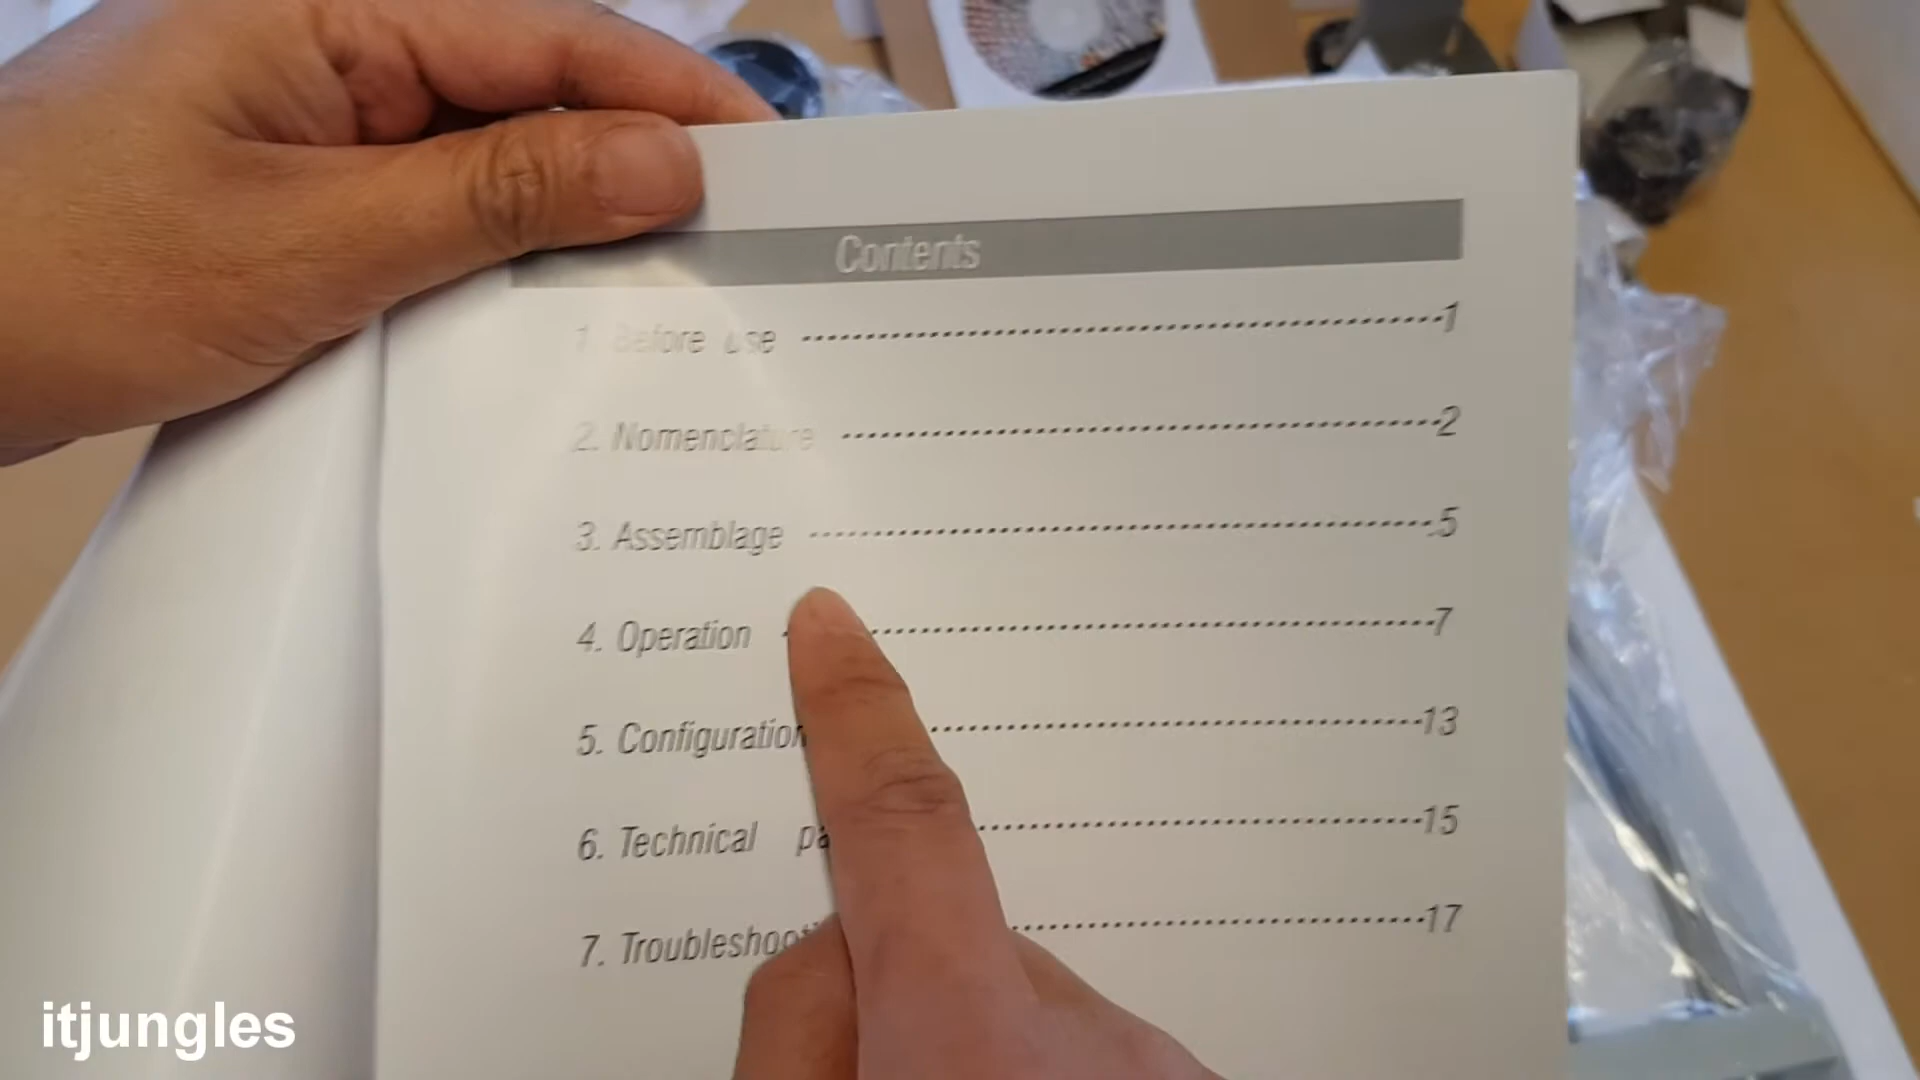 Contents
1 Before use 1
2. Nomenclature 2
3. Assemblage 5
4. Operation 7
5. Configuration 13
6. Technical 15
7. 17
itjungles